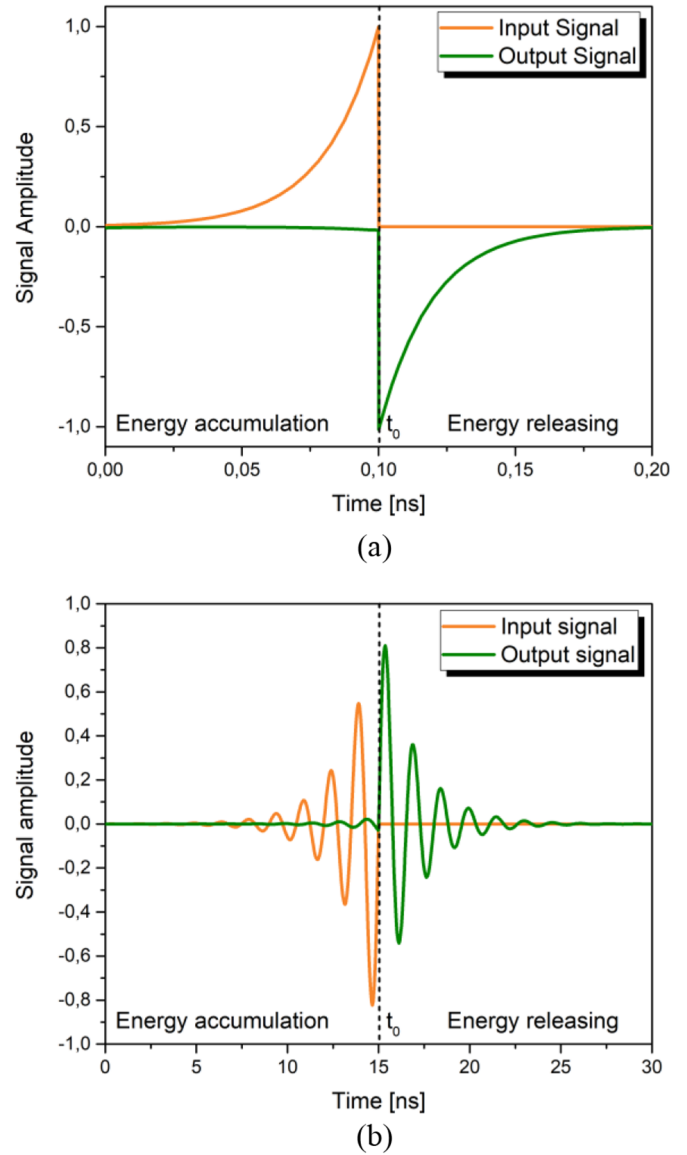 1,0
Input Signal
Output Signal
0,5
0,0
-0,5
-1,0
Signal Amplitude
Energy accumulation
t0
Energy releasing
0,00
0,05
0,10
0,15
0,20
Time [ns]
(a)
1,0
Input signal
Output signal
0,8
0,6
0,4
0,2
0,0
-0,2
-0,4
-0,6
-0,8
-1,0
Signal amplitude
Energy accumulation
t0
Energy releasing
0
5
10
15
20
25
30
Time [ns]
(b)